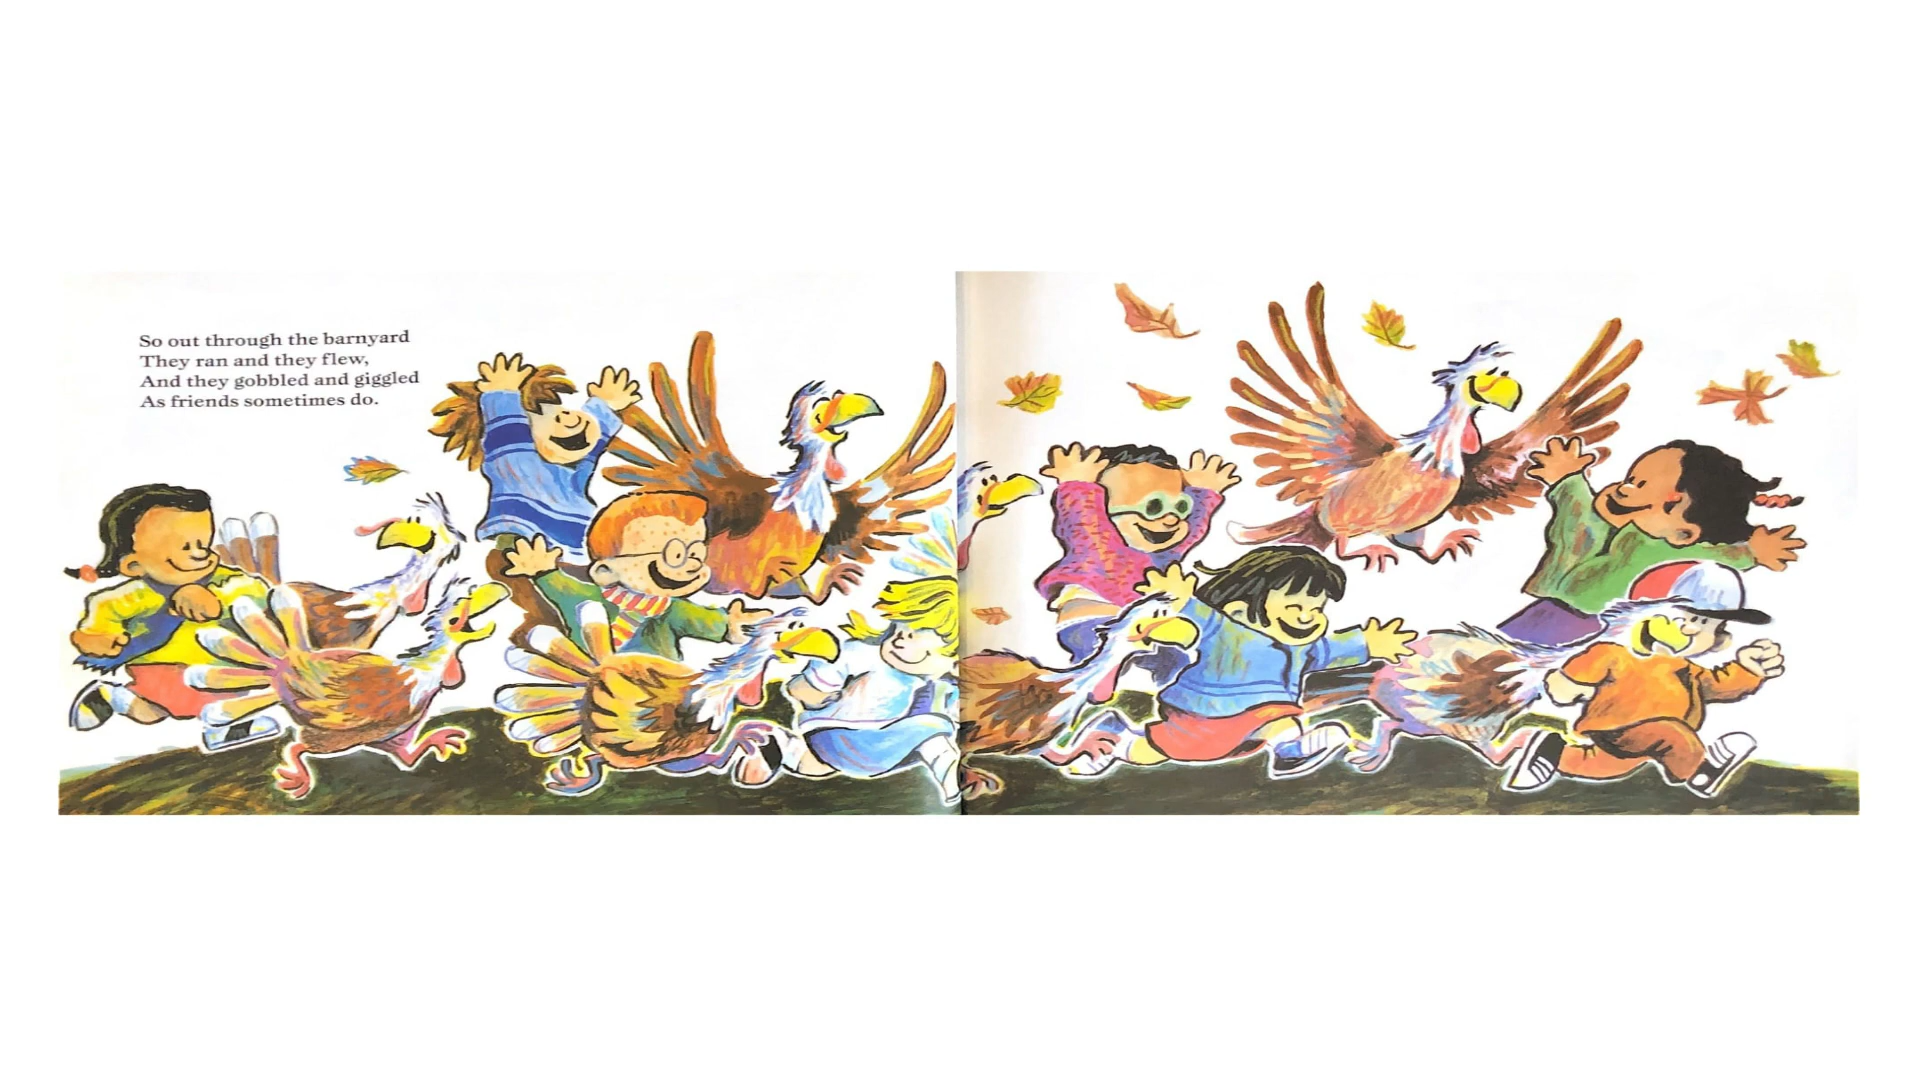 So out through the barnyard
They ran and they flew,
And they gobbled and giggled
As friends sometimes do.